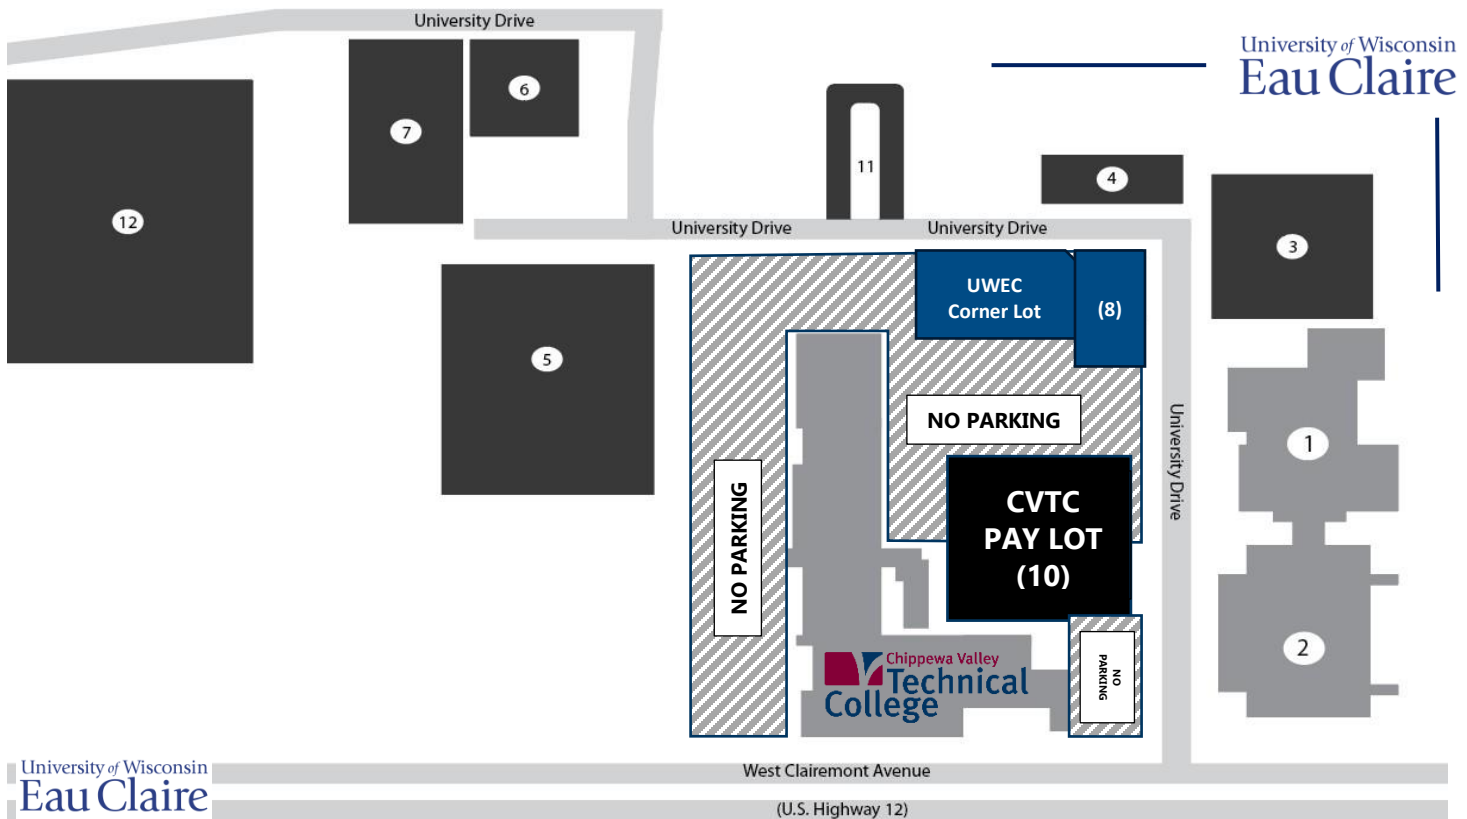 University Drive
University of Wisconsin
Eau Claire
6
7
11
4
12
University Drive
University Drive
3
UWEC
Corner Lot
(8)
5
NO PARKING
University Drive
1
NO PARKING
CVTC
PAY LOT
(10)
2
Chippewa Valley
Technical
College
NO
PARKING
University of Wisconsin
Eau Claire
West Clairemont Avenue
(U.S. Highway 12)